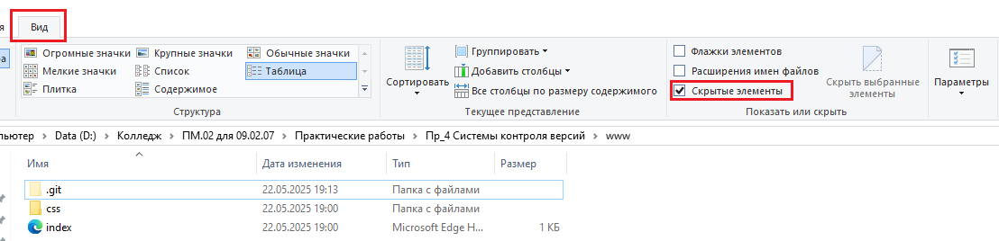 Вид
Огромные значки
Крупные значки
Обычные значки
Мелкие значки
Список
Таблица
Плитка
Содержимое
Структура
Сортировать
Группировать
Добавить столбцы
Все столбцы по размеру содержимого
Текущее представление
Флажки элементов
Расширения имен файлов
Скрытые элементы
Скрыть выбранные
элементы
Показать или скрыть
Параметры
пьютер > Data (D:) > Колледж > ПМ.02 для 09.02.07 > Практические работы > Пр_4 Системы контроля версий > www
Имя Дата изменения Тип Размер
.git 22.05.2025 19:13 Папка с файлами
css 22.05.2025 19:00 Папка с файлами
index 22.05.2025 19:00 Microsoft Edge H... 1 КБ